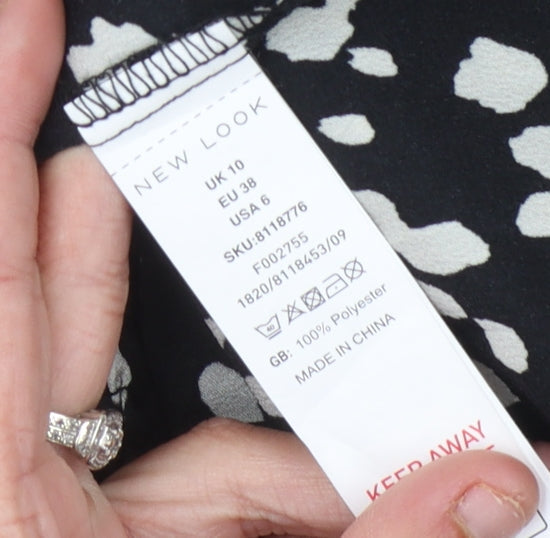 NEW LOOK
UK 10
EU 38
USA 6
SKU:8118776
F002755
1820/8118453/09
40
GB: 100% Polyester
MADE IN CHINA
KEEP AWAY